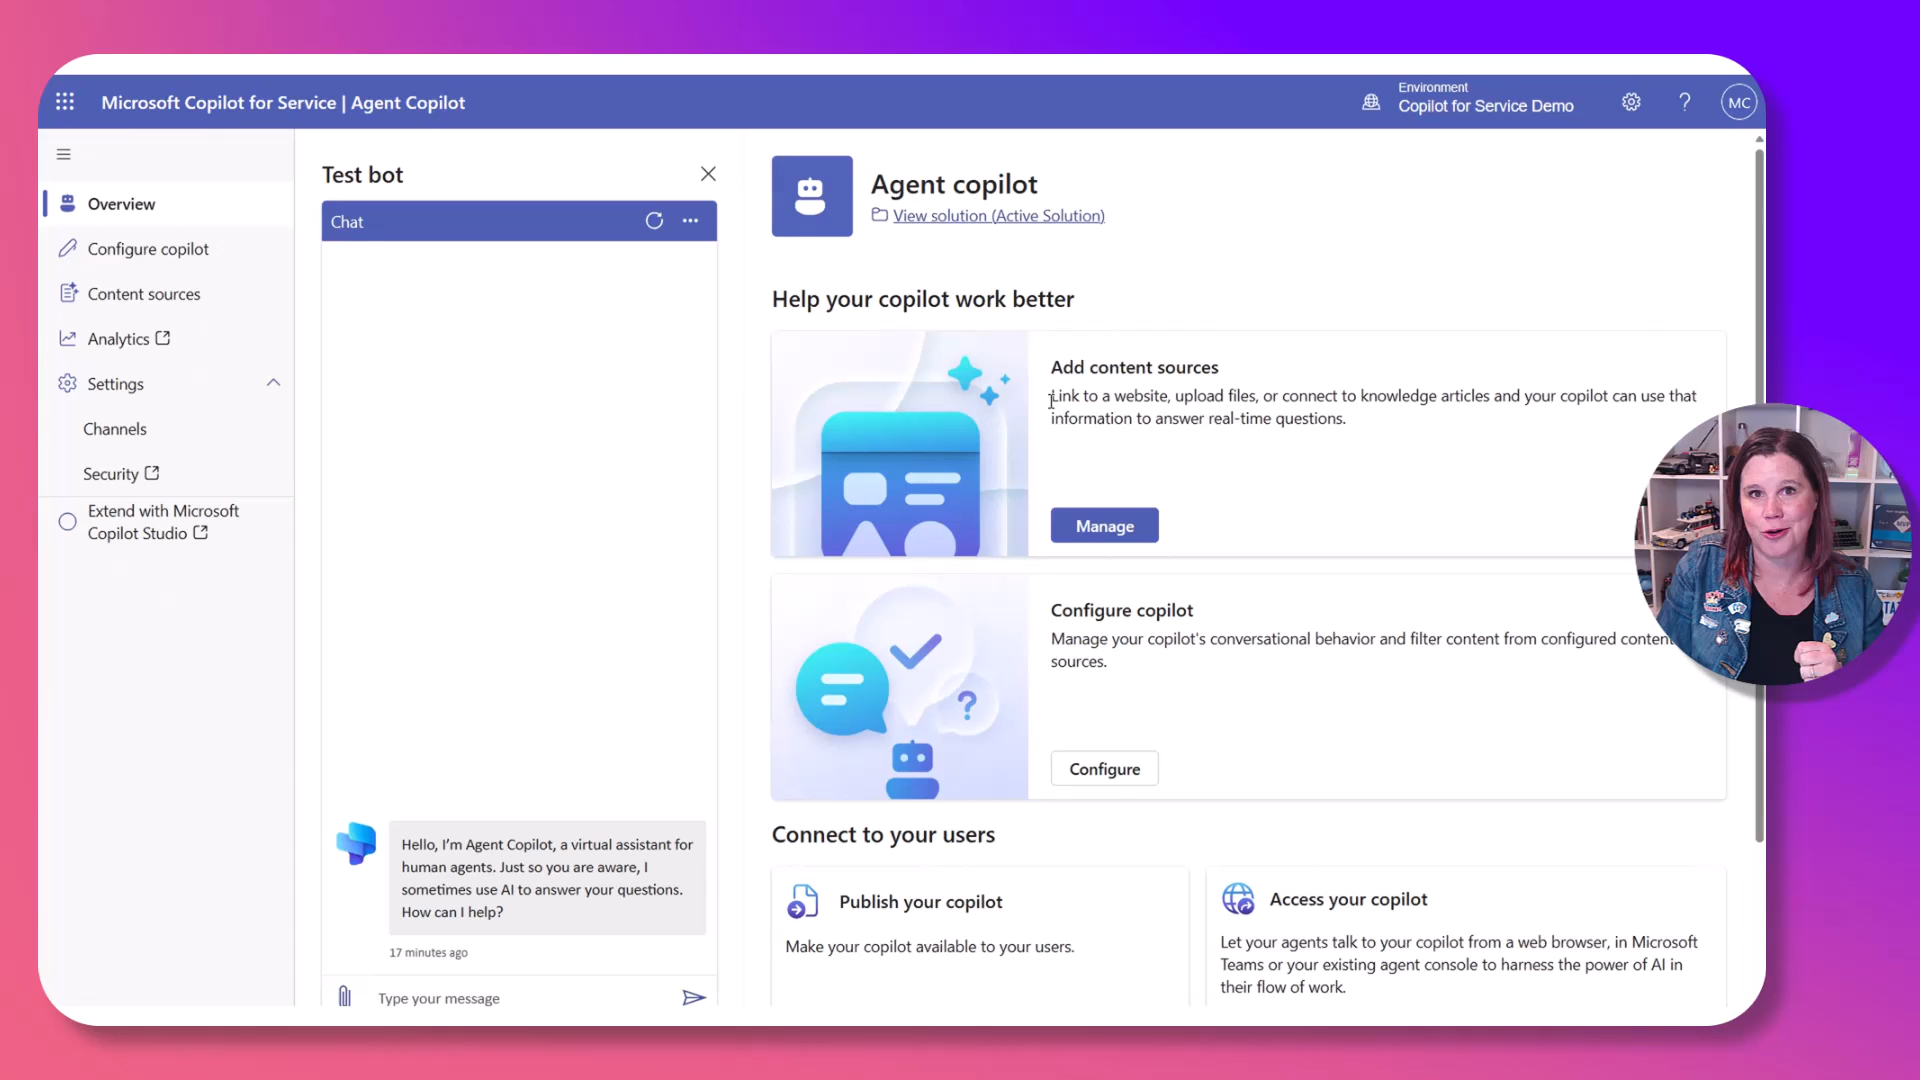 Microsoft Copilot for Service | Agent Copilot
Environment
Copilot for Service Demo
?
MC
Overview
Configure copilot
Content sources
Analytics
Settings
Channels
Security
Extend with Microsoft
Copilot Studio
Test bot
Chat
Hello, I'm Agent Copilot, a virtual assistant for
human agents. Just so you are aware, I
sometimes use AI to answer your questions.
How can I help?
17 minutes ago
Type your message
Agent copilot
View solution (Active Solution)
Help your copilot work better
Add content sources
Link to a website, upload files, or connect to knowledge articles and your copilot can use that
information to answer real-time questions.
Manage
?
Configure copilot
Manage your copilot's conversational behavior and filter content from configured content
sources.
Configure
Connect to your users
Publish your copilot
Make your copilot available to your users.
Access your copilot
Let your agents talk to your copilot from a web browser, in Microsoft
Teams or your existing agent console to harness the power of AI in
their flow of work.